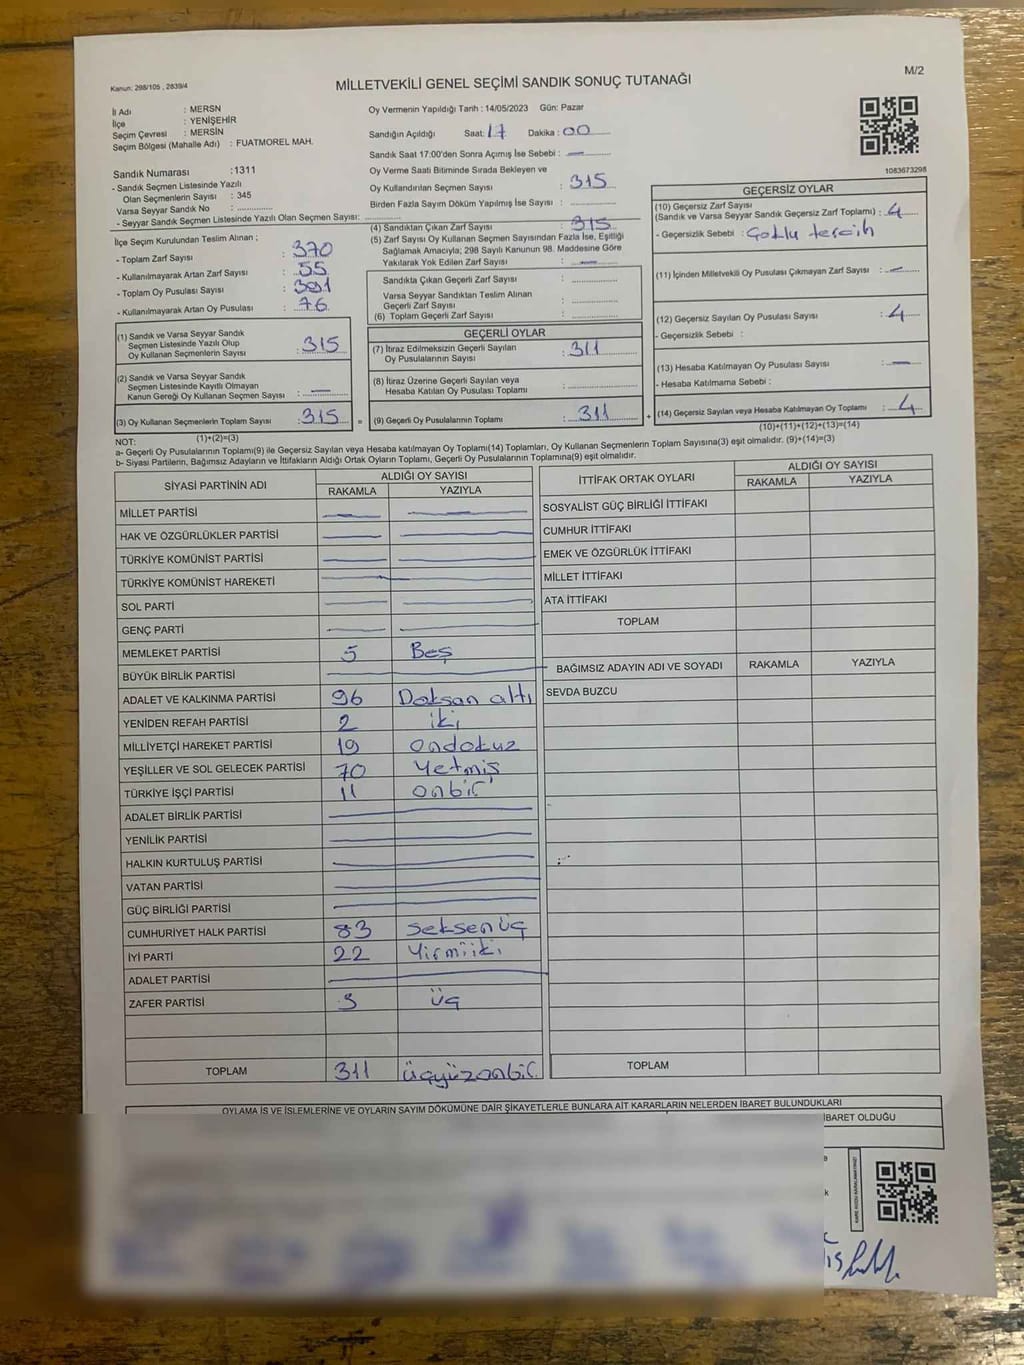 Kanun: 298/105 , 2839/4
MİLLETVEKİLİ GENEL SEÇİMİ SANDIK SONUÇ TUTANAĞI
M/2
İl Adı : MERSN
İlçe : YENİŞEHİR
Seçim Çevresi : MERSİN
Seçim Bölgesi (Mahalle Adı) : FUATMOREL MAH.
Oy Vermenin Yapıldığı Tarih : 14/05/2023 Gün: Pazar
Sandığın Açıldığı Saat: 17 Dakika : 00
Sandık Saat 17:00'den Sonra Açımış İse Sebebi : —
Oy Verme Saati Bitiminde Sırada Bekleyen ve
Oy Kullandırılan Seçmen Sayısı : 315
Birden Fazla Sayım Döküm Yapılmış İse Sayısı :
1083673298
Sandık Numarası :1311
- Sandık Seçmen Listesinde Yazılı
Olan Seçmenlerin Sayısı : 345
Varsa Seyyar Sandık No :
- Seyyar Sandık Seçmen Listesinde Yazılı Olan Seçmen Sayısı:
İlçe Seçim Kurulundan Teslim Alınan ;
- Toplam Zarf Sayısı : 370
- Kullanılmayarak Artan Zarf Sayısı : 55
- Toplam Oy Pusulası Sayısı : 391
- Kullanılmayarak Artan Oy Pusulası : 76
(1) Sandık ve Varsa Seyyar Sandık
Seçmen Listesinde Yazılı Olup
Oy Kullanan Seçmenlerin Sayısı : 315
(2) Sandık ve Varsa Seyyar Sandık
Seçmen Listesinde Kayıtlı Olmayan
Kanun Gereği Oy Kullanan Seçmen Sayısı : —
(3) Oy Kullanan Seçmenlerin Toplam Sayısı : 315 =
(1)+(2)=(3)
(4) Sandıktan Çıkan Zarf Sayısı : 315
(5) Zarf Sayısı Oy Kullanan Seçmen Sayısından Fazla İse, Eşitliği
Sağlamak Amacıyla; 298 Sayılı Kanunun 98. Maddesine Göre
Yakılarak Yok Edilen Zarf Sayısı : —
Sandıkta Çıkan Geçerli Zarf Sayısı :
Varsa Seyyar Sandıktan Teslim Alınan
Geçerli Zarf Sayısı :
(6) Toplam Geçerli Zarf Sayısı :
GEÇERLİ OYLAR
(7) İtiraz Edilmeksizin Geçerli Sayılan
Oy Pusulalarının Sayısı : 311
(8) İtiraz Üzerine Geçerli Sayılan veya
Hesaba Katılan Oy Pusulası Toplamı :
(9) Geçerli Oy Pusulalarının Toplamı : 311 +
GEÇERSİZ OYLAR
(10) Geçersiz Zarf Sayısı
(Sandık ve Varsa Seyyar Sandık Geçersiz Zarf Toplamı) : 4
- Geçersizlik Sebebi : Çoklu tercih
(11) İçinden Milletvekili Oy Pusulası Çıkmayan Zarf Sayısı : —
(12) Geçersiz Sayılan Oy Pusulası Sayısı : 4
- Geçersizlik Sebebi :
(13) Hesaba Katılmayan Oy Pusulası Sayısı : —
- Hesaba Katılmama Sebebi :
(14) Geçersiz Sayılan veya Hesaba Katılmayan Oy Toplamı : 4
(10)+(11)+(12)+(13)=(14)
NOT:
a- Geçerli Oy Pusulalarının Toplamı(9) ile Geçersiz Sayılan veya Hesaba katılmayan Oy Toplamı(14) Toplamları, Oy Kullanan Seçmenlerin Toplam Sayısına(3) eşit olmalıdır. (9)+(14)=(3)
b- Siyasi Partilerin, Bağımsız Adayların ve İttifakların Aldığı Ortak Oyların Toplamı, Geçerli Oy Pusulalarının Toplamına(9) eşit olmalıdır.
SİYASİ PARTİNİN ADI ALDIĞI OY SAYISI
RAKAMLA YAZIYLA
MİLLET PARTİSİ — —
HAK VE ÖZGÜRLÜKLER PARTİSİ — —
TÜRKİYE KOMÜNİST PARTİSİ — —
TÜRKİYE KOMÜNİST HAREKETİ — —
SOL PARTİ — —
GENÇ PARTİ — —
MEMLEKET PARTİSİ 5 Beş
BÜYÜK BİRLİK PARTİSİ —
ADALET VE KALKINMA PARTİSİ 96 Doksan altı
YENİDEN REFAH PARTİSİ 2 iki
MİLLİYETÇİ HAREKET PARTİSİ 19 ondokuz
YEŞİLLER VE SOL GELECEK PARTİSİ 70 Yetmiş
TÜRKİYE İŞÇİ PARTİSİ 11 onbir
ADALET BİRLİK PARTİSİ —
YENİLİK PARTİSİ —
HALKIN KURTULUŞ PARTİSİ —
VATAN PARTİSİ —
GÜÇ BİRLİĞİ PARTİSİ —
CUMHURİYET HALK PARTİSİ 83 seksen üç
İYİ PARTİ 22 Yirmiiki
ADALET PARTİSİ —
ZAFER PARTİSİ 3 üç
TOPLAM 311 üçyüzonbir
İTTİFAK ORTAK OYLARI ALDIĞI OY SAYISI
RAKAMLA YAZIYLA
SOSYALİST GÜÇ BİRLİĞİ İTTİFAKI
CUMHUR İTTİFAKI
EMEK VE ÖZGÜRLÜK İTTİFAKI
MİLLET İTTİFAKI
ATA İTTİFAKI
TOPLAM
BAĞIMSIZ ADAYIN ADI VE SOYADI RAKAMLA YAZIYLA
SEVDA BUZCU
TOPLAM
OYLAMA İŞ VE İŞLEMLERİNE VE OYLARIN SAYIM DÖKÜMÜNE DAİR ŞİKAYETLERLE BUNLARA AİT KARARLARIN NELERDEN İBARET BULUNDUKLARI
İBARET OLDUĞU